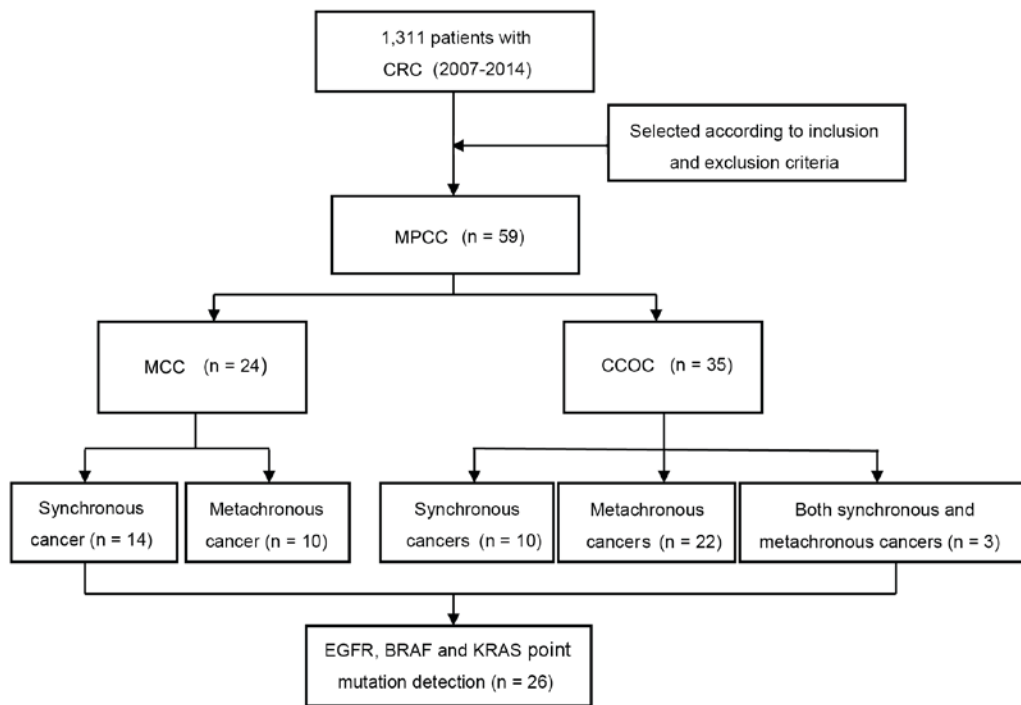 1,311 patients with
CRC (2007-2014)
Selected according to inclusion
and exclusion criteria
MPCC (n = 59)
MCC (n = 24)
CCOC (n = 35)
Synchronous
cancer (n = 14)
Metachronous
cancer (n = 10)
Synchronous
cancers (n = 10)
Metachronous
cancers (n = 22)
Both synchronous and
metachronous cancers (n = 3)
EGFR, BRAF and KRAS point
mutation detection (n = 26)